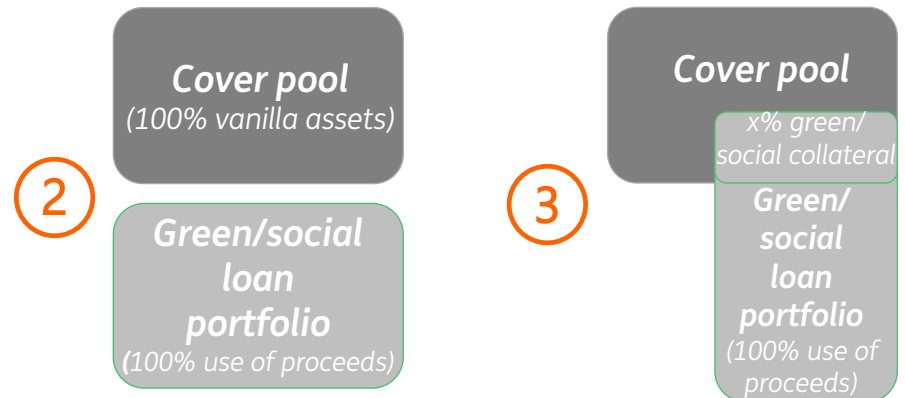 2
Cover pool
(100% vanilla assets)
Green/social
loan
portfolio
(100% use of proceeds)
3
Cover pool
x% green/
social collateral
Green/
social
loan
portfolio
(100% use of
proceeds)